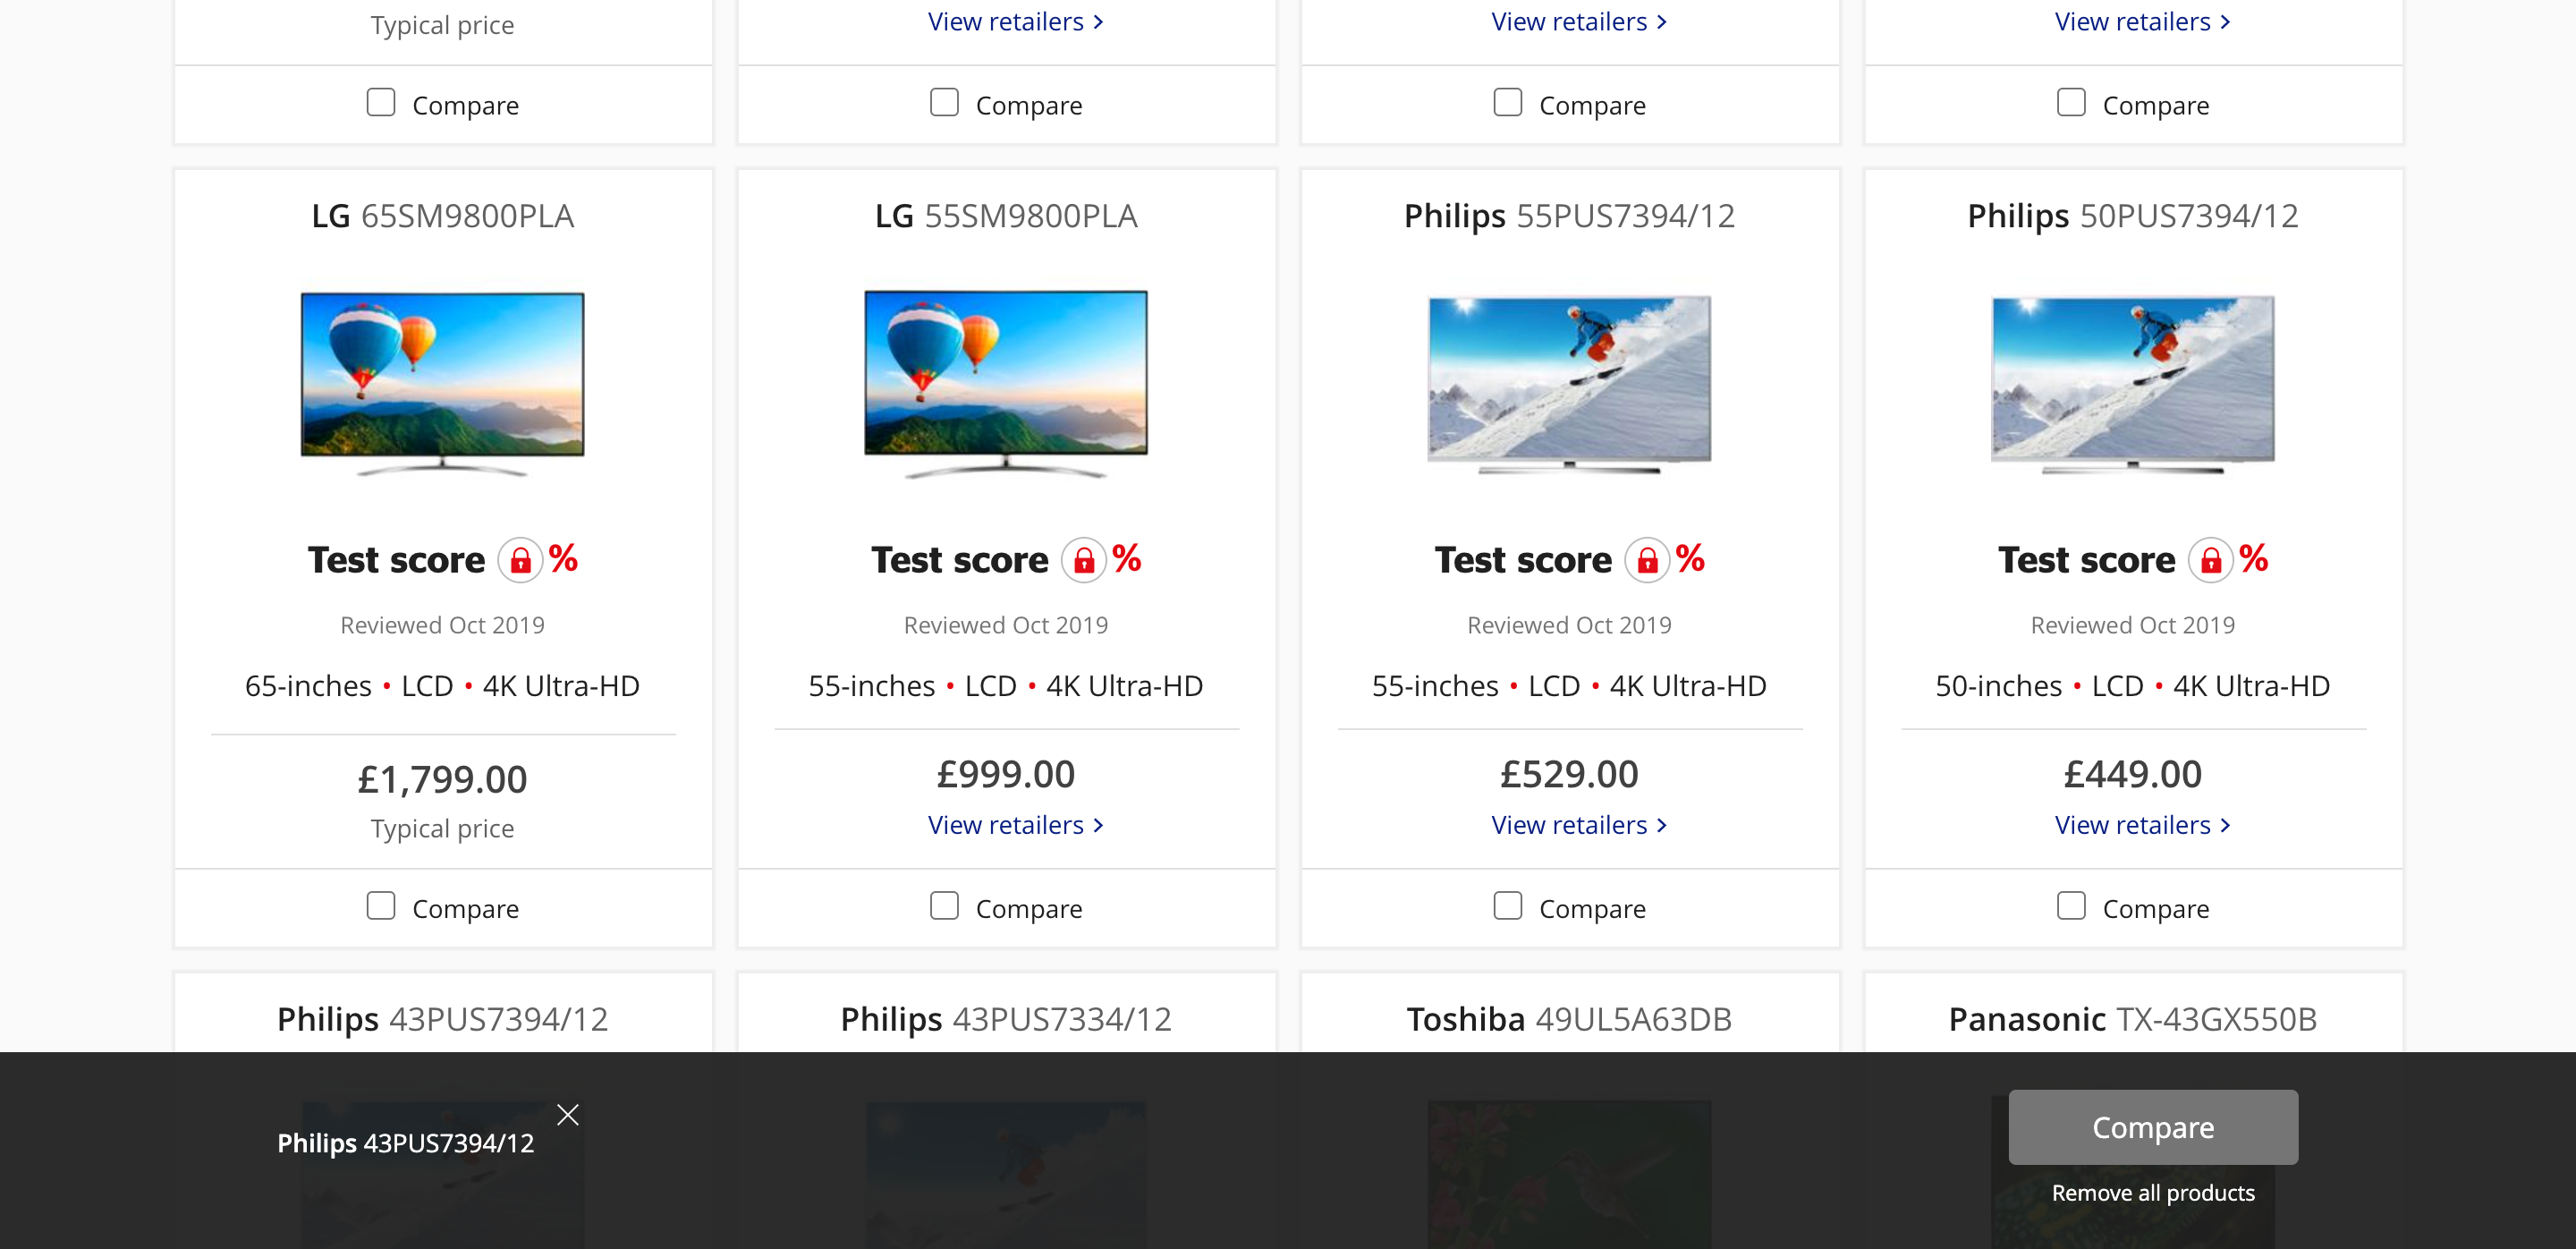 Typical price
View retailers >
View retailers >
View retailers >
Compare
Compare
Compare
Compare
LG 65SM9800PLA
LG 55SM9800PLA
Philips 55PUS7394/12
Philips 50PUS7394/12
Test score %
Test score %
Test score %
Test score %
Reviewed Oct 2019
Reviewed Oct 2019
Reviewed Oct 2019
Reviewed Oct 2019
65-inches • LCD • 4K Ultra-HD
55-inches • LCD • 4K Ultra-HD
55-inches • LCD • 4K Ultra-HD
50-inches • LCD • 4K Ultra-HD
£1,799.00
£999.00
£529.00
£449.00
Typical price
View retailers >
View retailers >
View retailers >
Compare
Compare
Compare
Compare
Philips 43PUS7394/12
Philips 43PUS7334/12
Toshiba 49UL5A63DB
Panasonic TX-43GX550B
Philips 43PUS7394/12
Compare
Remove all products